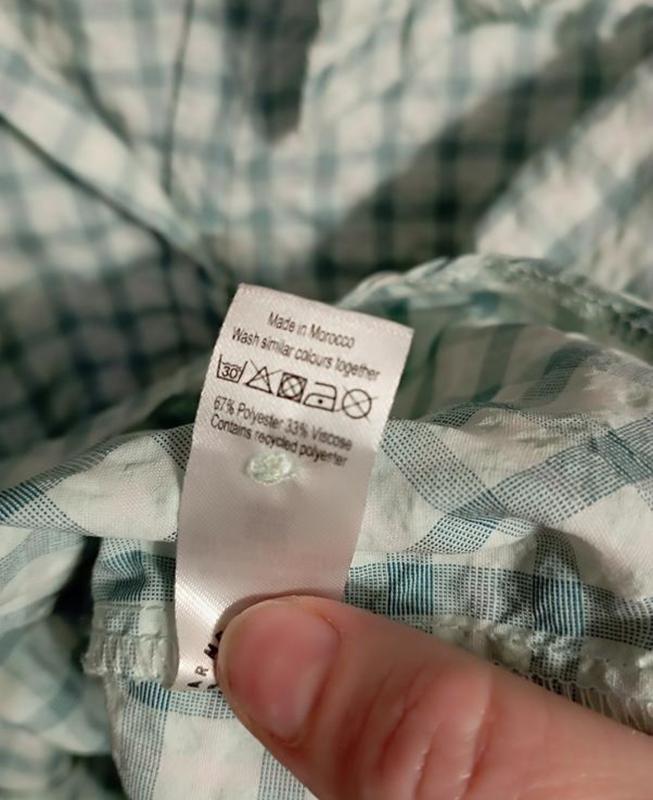 Made in Morocco
Wash similar colours together
30
67% Polyester 33% Viscose
Contains recycled polyester